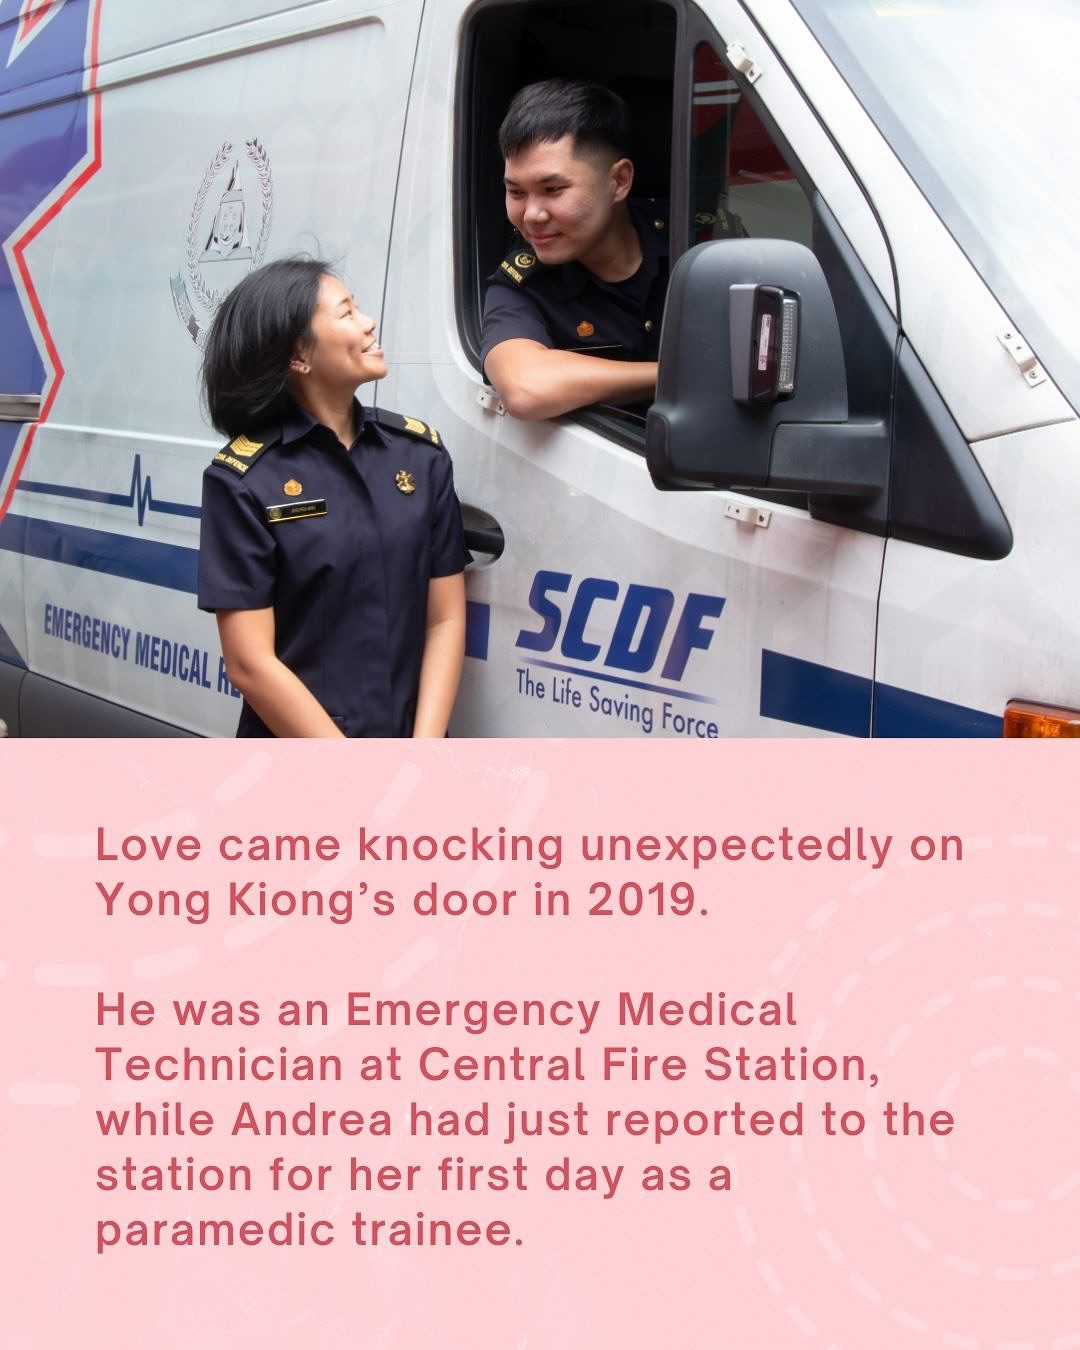 CIVIL DEFENCE
EMERGENCY MEDICAL
SCDF
The Life Saving Force
Love came knocking unexpectedly on
Yong Kiong’s door in 2019.
He was an Emergency Medical
Technician at Central Fire Station,
while Andrea had just reported to the
station for her first day as a
paramedic trainee.